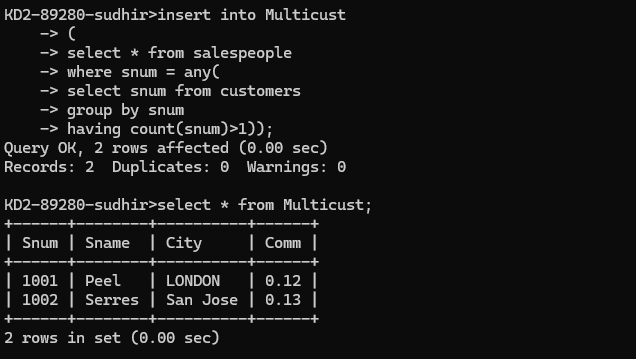 KD2-89280-sudhir>insert into Multicust
    -> (
    -> select * from salespeople
    -> where snum = any(
    -> select snum from customers
    -> group by snum
    -> having count(snum)>1));
Query OK, 2 rows affected (0.00 sec)
Records: 2  Duplicates: 0  Warnings: 0

KD2-89280-sudhir>select * from Multicust;
+------+--------+----------+------+
| Snum | Sname  | City     | Comm |
+------+--------+----------+------+
| 1001 | Peel   | LONDON   | 0.12 |
| 1002 | Serres | San Jose | 0.13 |
+------+--------+----------+------+
2 rows in set (0.00 sec)